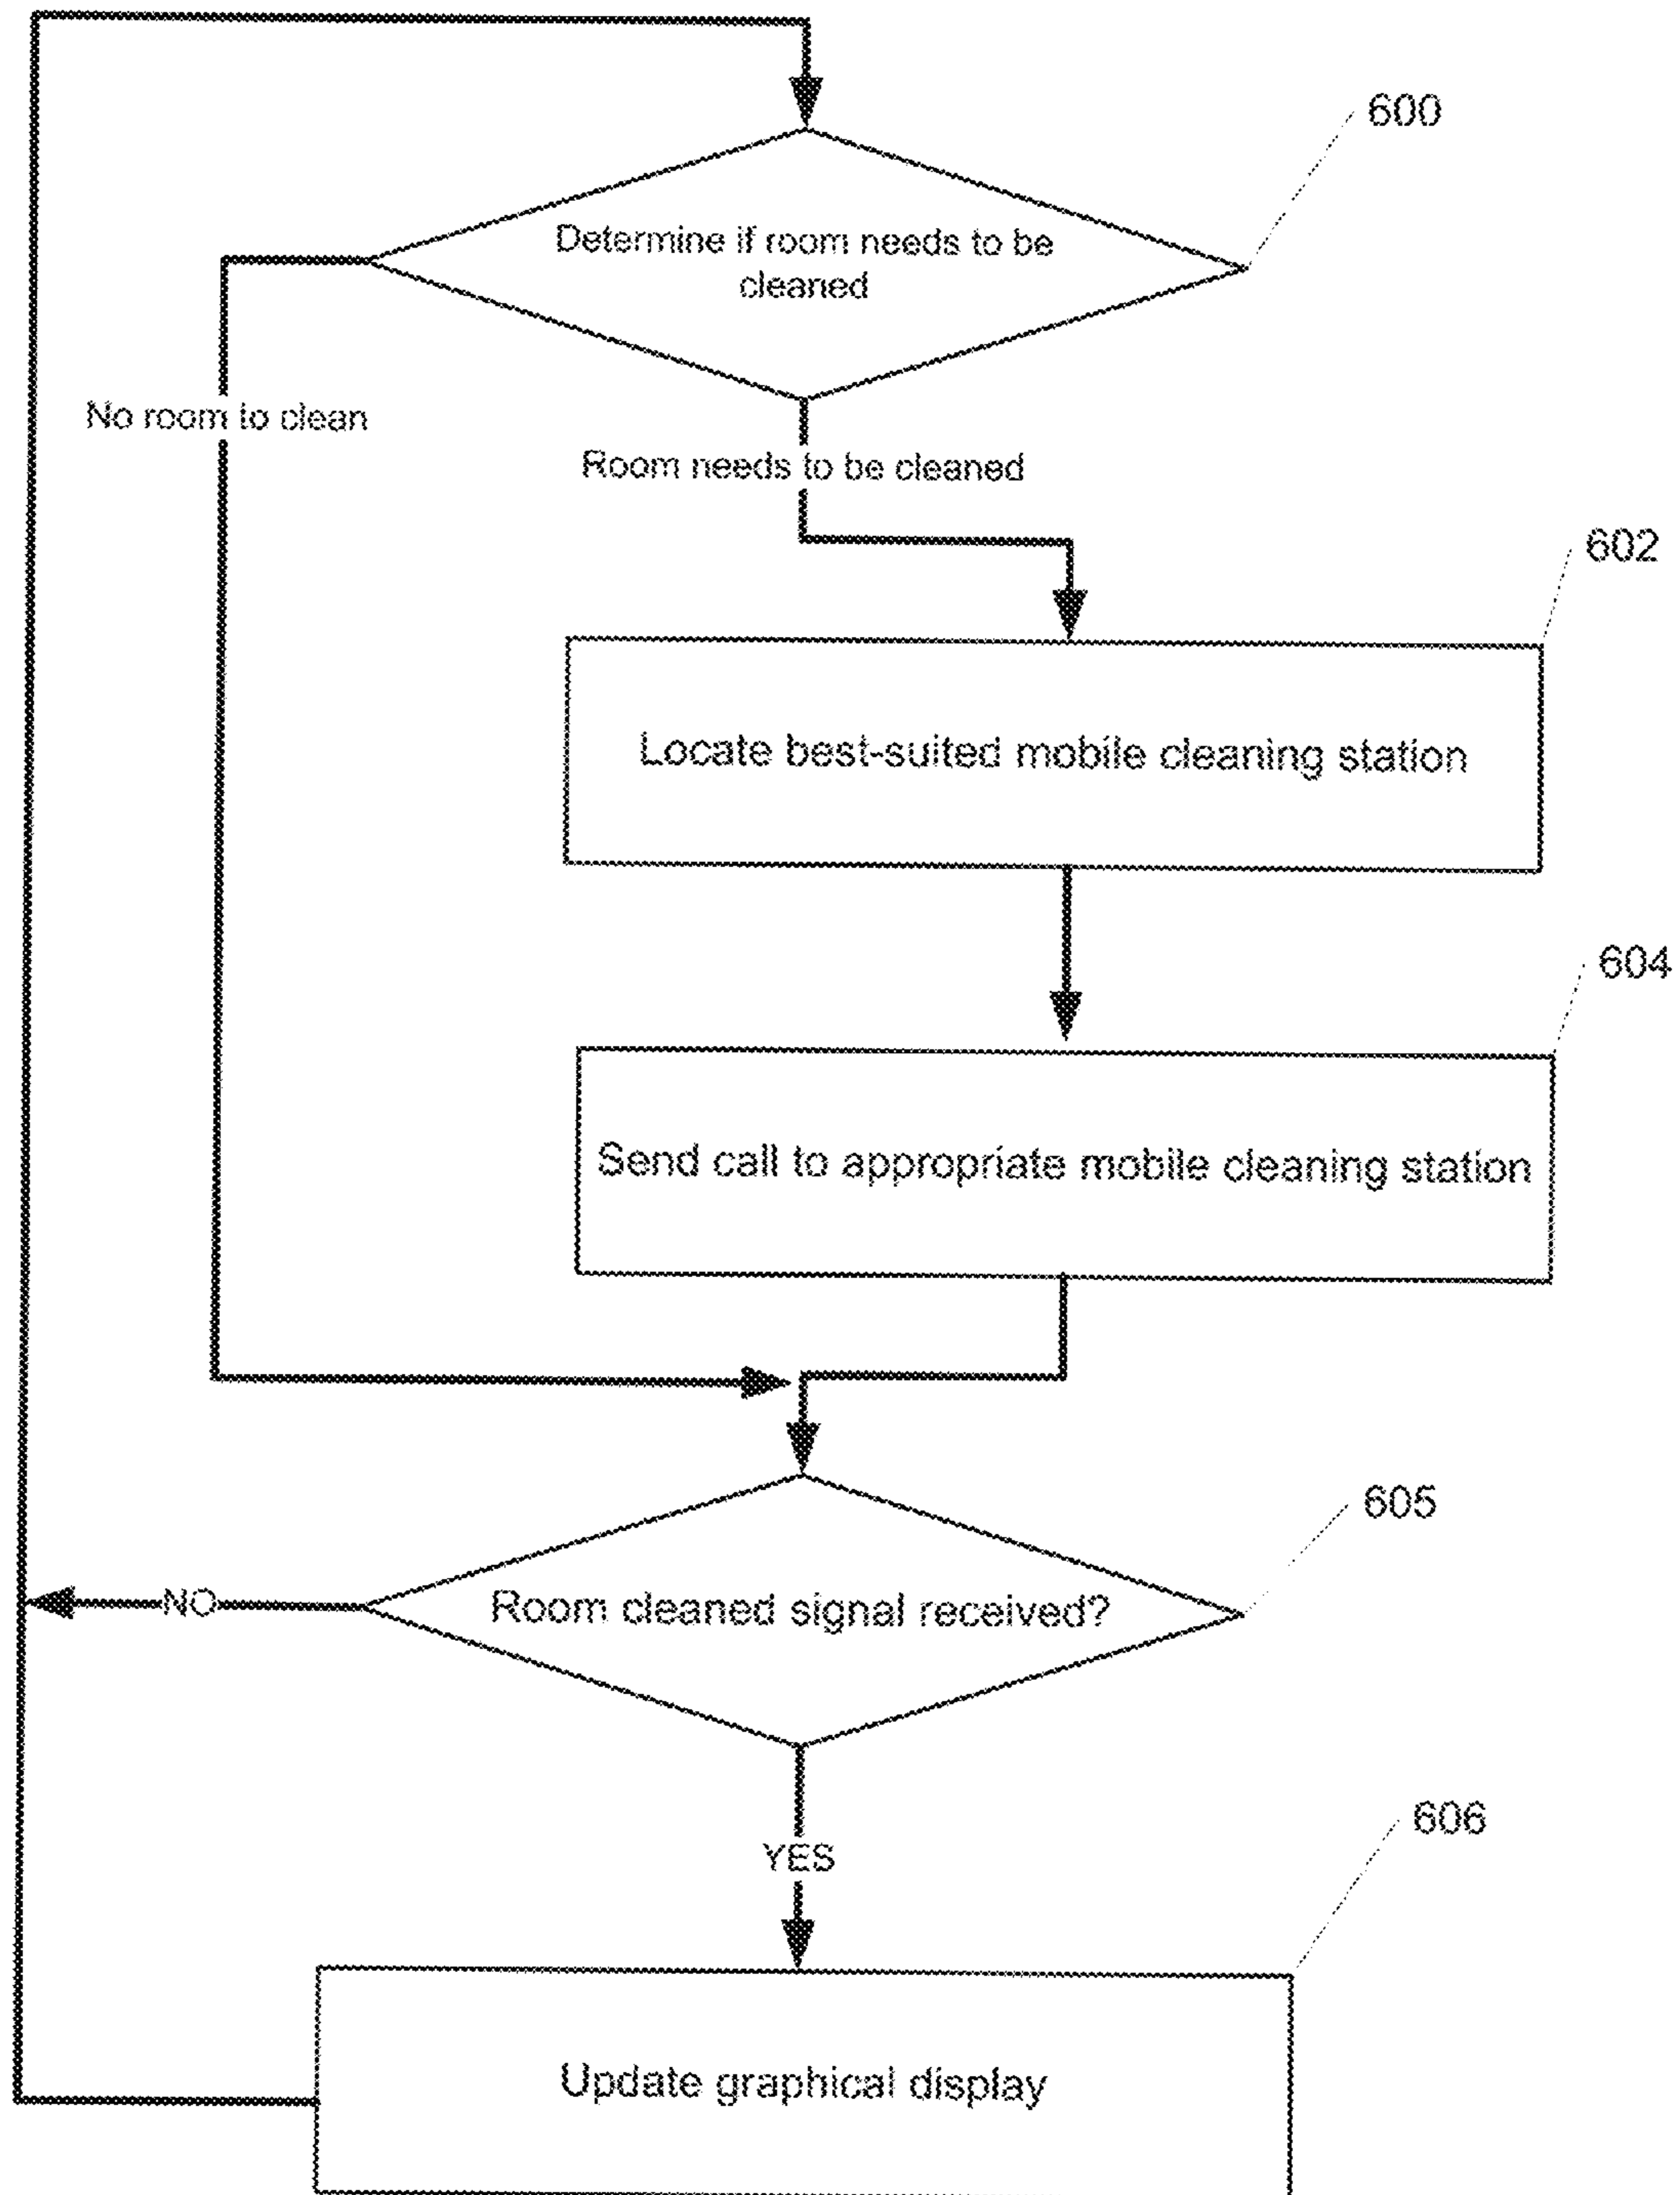 600
Determine if room needs to be
cleaned
No room to clean
Room needs to be cleaned
602
Locate best-suited mobile cleaning station
604
Send call to appropriate mobile cleaning station
605
Room cleaned signal received?
NO
YES
606
Update graphical display